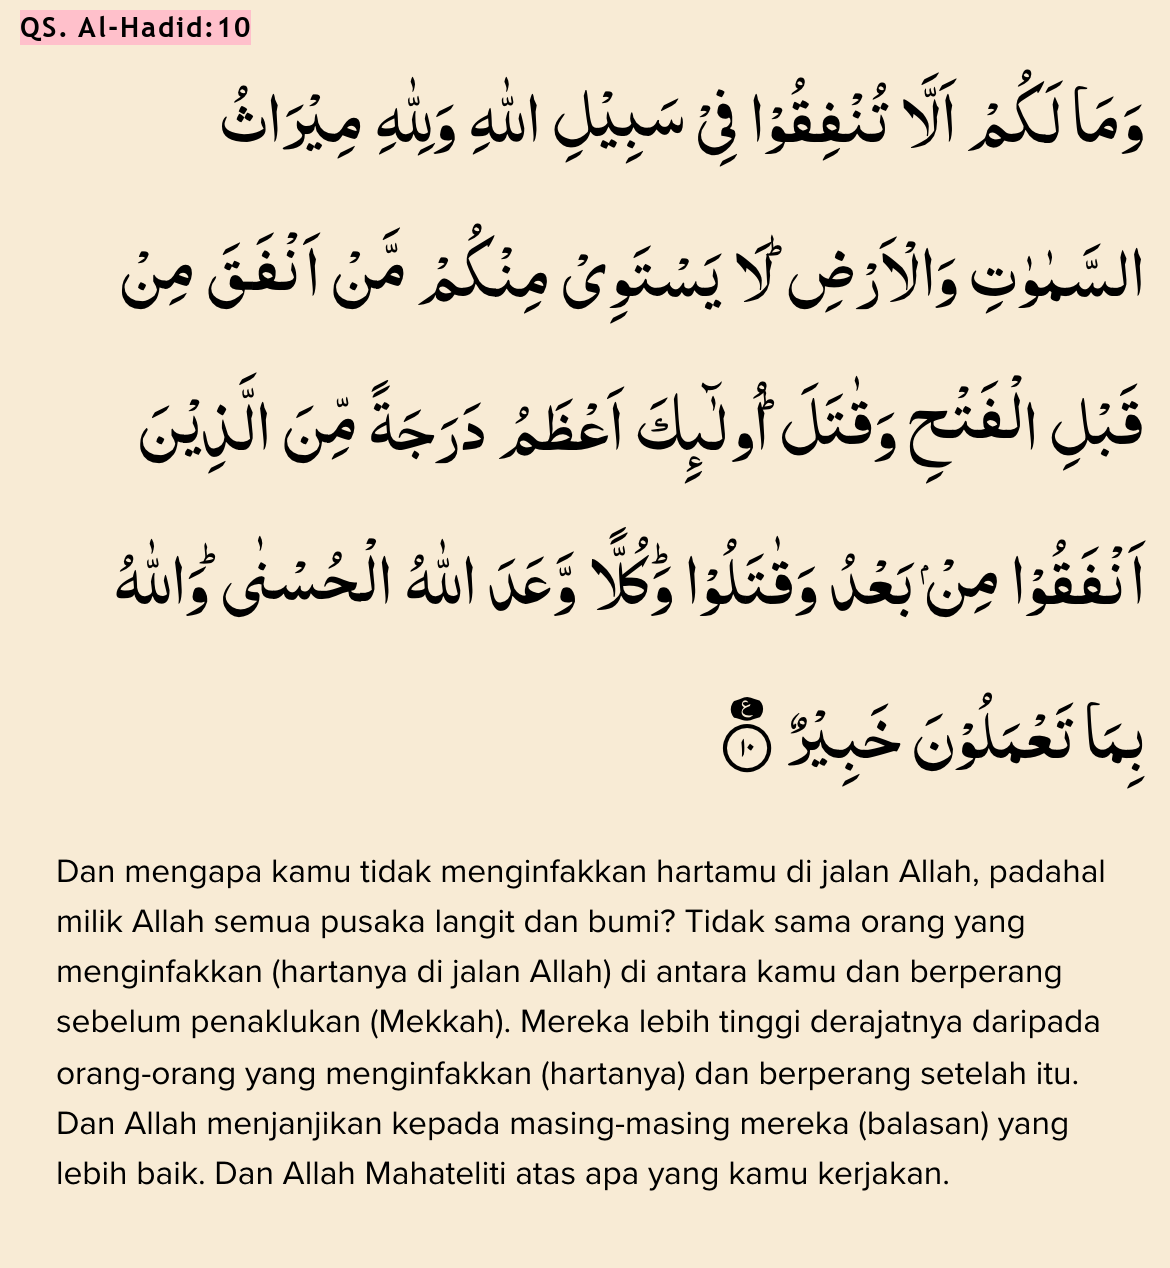 QS. Al-Hadid:10
وَمَا لَكُمْ اَلَّا تُنْفِقُوْا فِيْ سَبِيْلِ اللّٰهِ وَلِلّٰهِ مِيْرَاثُ
السَّمٰوٰتِ وَالْاَرْضِۗ لَا يَسْتَوِيْ مِنْكُمْ مَّنْ اَنْفَقَ مِنْ
قَبْلِ الْفَتْحِ وَقٰتَلَۗ اُولٰۤىِٕكَ اَعْظَمُ دَرَجَةً مِّنَ الَّذِيْنَ
اَنْفَقُوْا مِنْۢ بَعْدُ وَقٰتَلُوْاۗ وَكُلًّا وَّعَدَ اللّٰهُ الْحُسْنٰىۗ وَاللّٰهُ
بِمَا تَعْمَلُوْنَ خَبِيْرٌ ࣖ ١٠
Dan mengapa kamu tidak menginfakkan hartamu di jalan Allah, padahal
milik Allah semua pusaka langit dan bumi? Tidak sama orang yang
menginfakkan (hartanya di jalan Allah) di antara kamu dan berperang
sebelum penaklukan (Mekkah). Mereka lebih tinggi derajatnya daripada
orang-orang yang menginfakkan (hartanya) dan berperang setelah itu.
Dan Allah menjanjikan kepada masing-masing mereka (balasan) yang
lebih baik. Dan Allah Mahateliti atas apa yang kamu kerjakan.